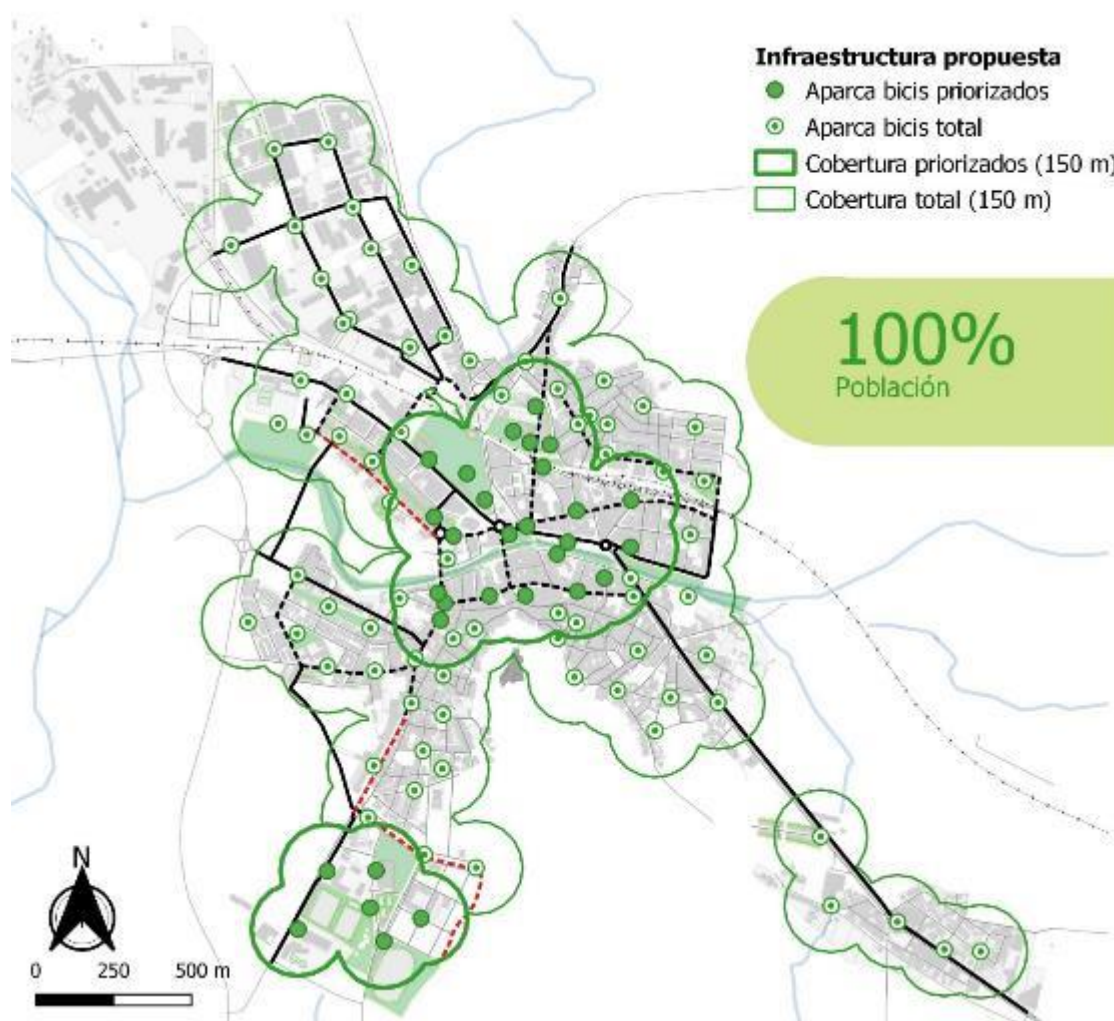 Infraestructura propuesta
Aparca bicis priorizados
Aparca bicis total
Cobertura priorizados (150 m)
Cobertura total (150 m)
100%
Población
N
0 250 500 m